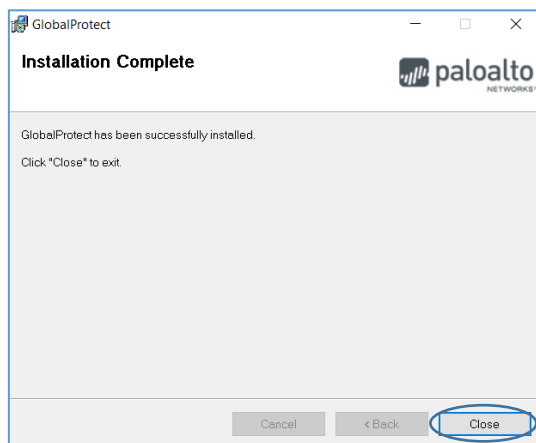 GlobalProtect
Installation Complete
paloalto
NETWORKS
GlobalProtect has been successfully installed.
Click "Close" to exit.
Cancel
< Back
Close